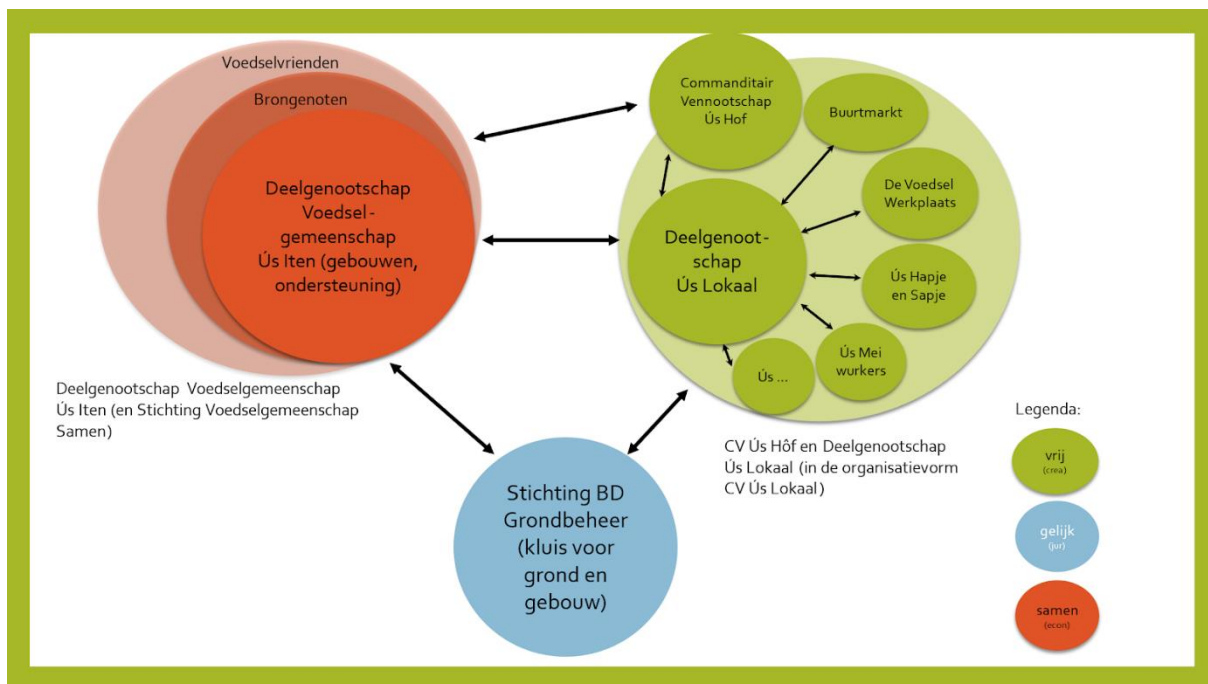 Voedselvrienden
Brongenoten
Deelgenootschap
Voedsel-
gemeenschap
Ús Iten (gebouwen,
ondersteuning)
Deelgenootschap Voedselgemeenschap
Ús Iten (en Stichting Voedselgemeenschap
Samen)
Commanditair
Vennootschap
Ús Hof
Buurtmarkt
De Voedsel
Werkplaats
Deelgenoot-
schap
Ús Lokaal
Ús Hapje
en Sapje
Ús Mei
wurkers
Ús ...
CV Ús Hôf en Deelgenootschap
Ús Lokaal (in de organisatievorm
CV Ús Lokaal)
Stichting BD
Grondbeheer
(kluis voor
grond en
gebouw)
Legenda:
vrij
(crea)
gelijk
(jur)
samen
(econ)